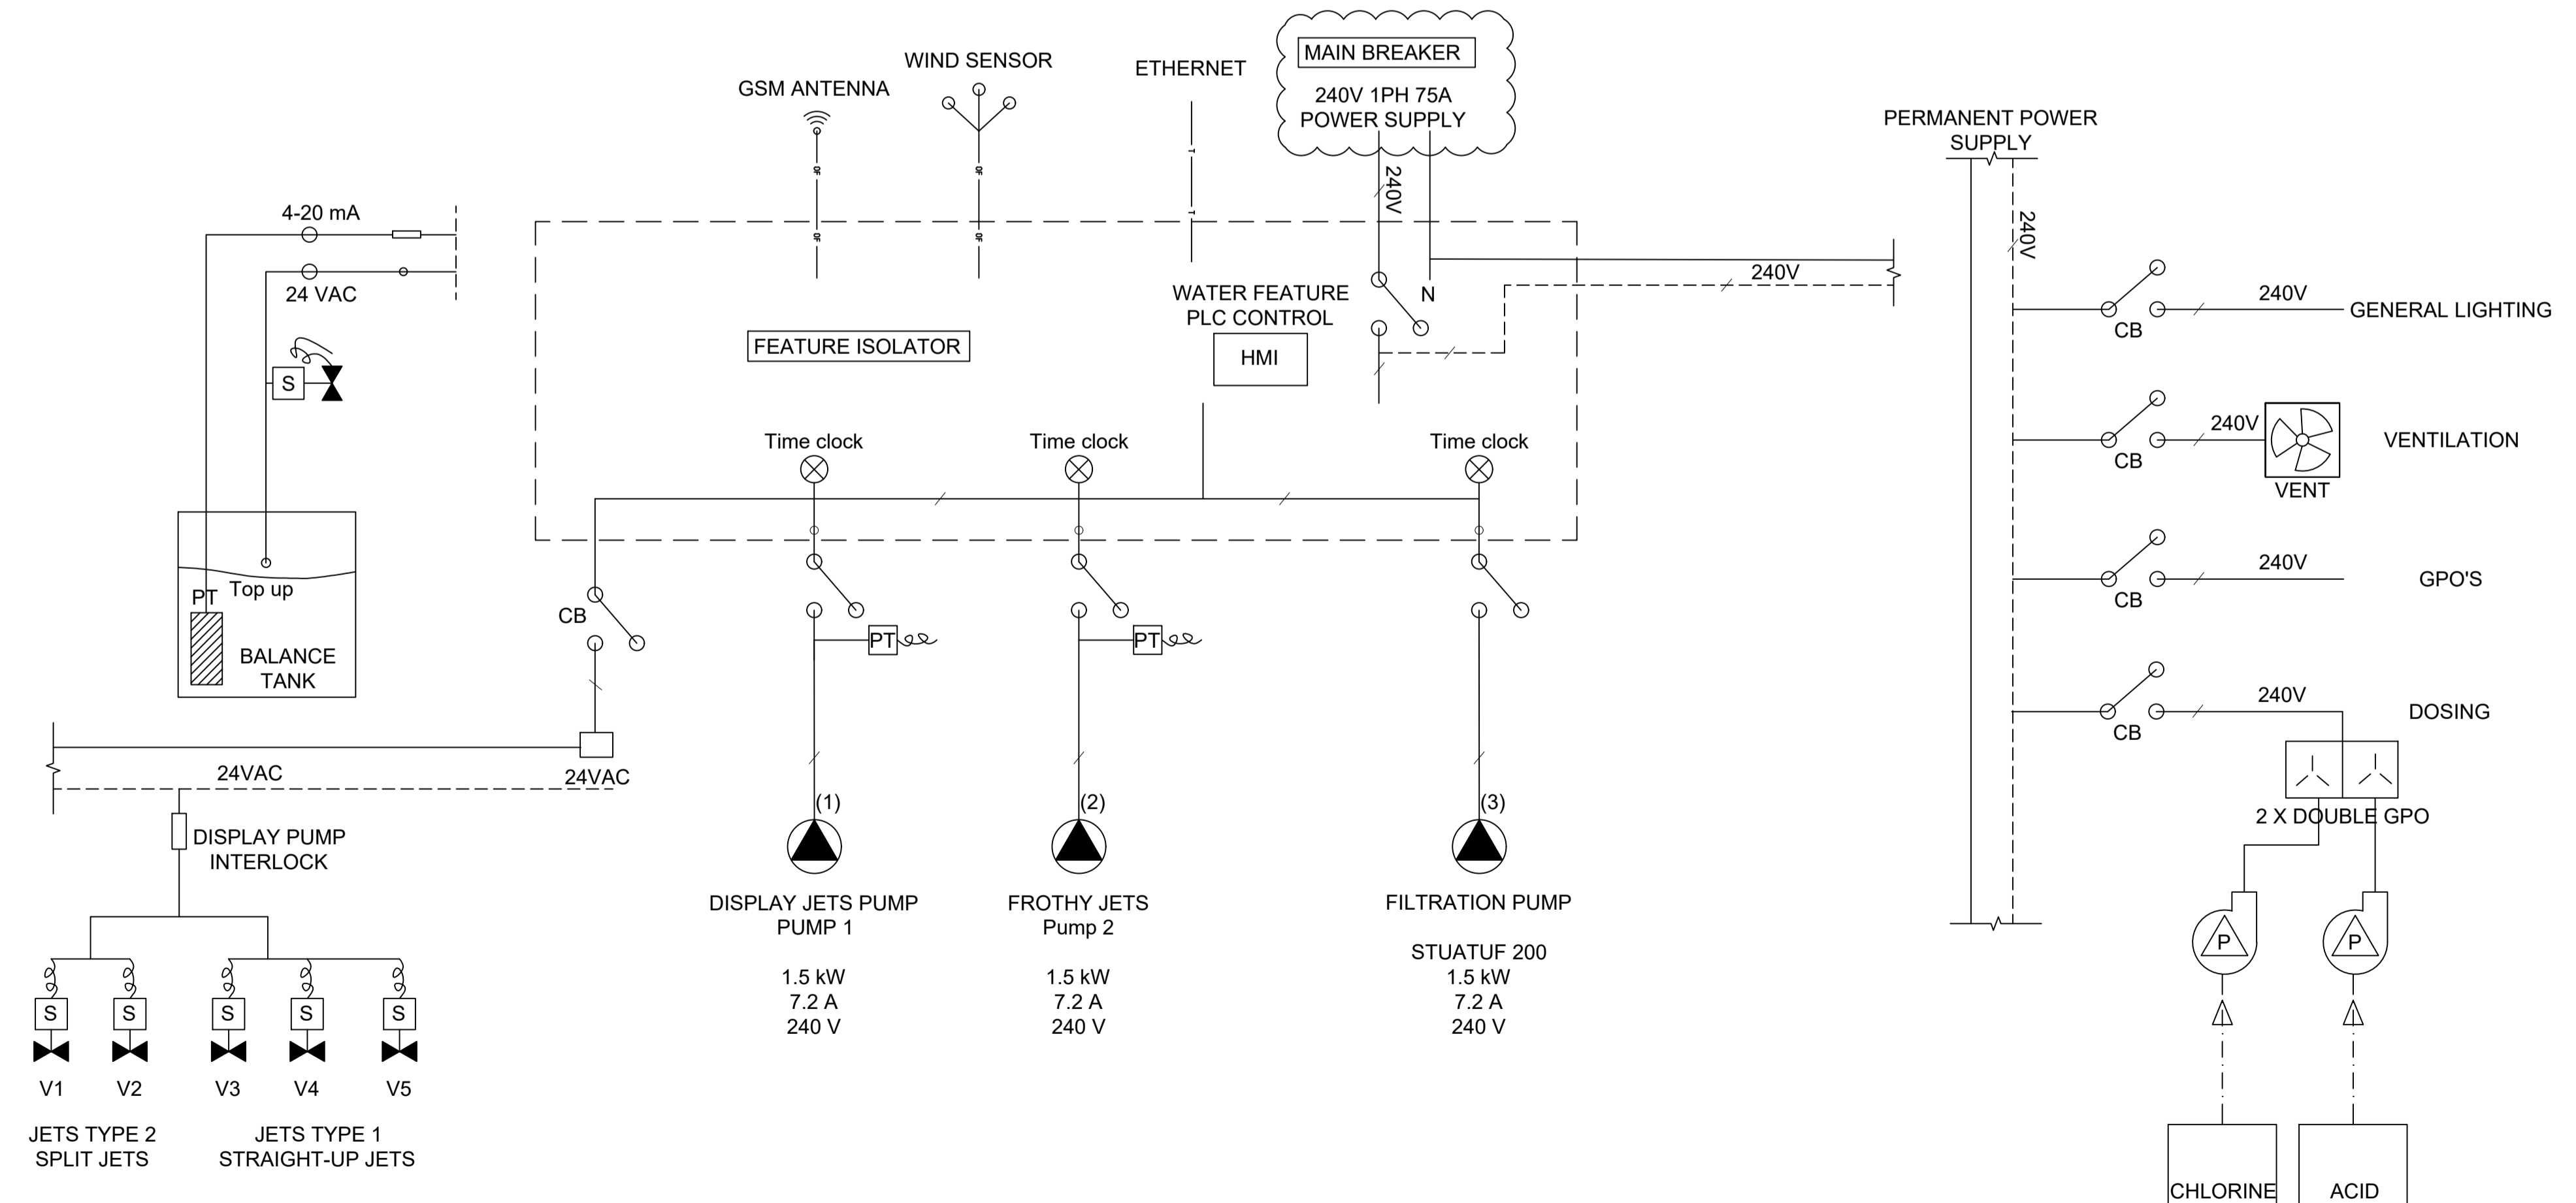 MAIN BREAKER
240V 1PH 75A
POWER SUPPLY
WIND SENSOR
ETHERNET
GSM ANTENNA
PERMANENT POWER
SUPPLY
240V
240V
4-20 mA
24 VAC
240V
WATER FEATURE
PLC CONTROL
N
HMI
FEATURE ISOLATOR
S
240V
GENERAL LIGHTING
CB
Time clock
Time clock
Time clock
240V
VENTILATION
CB
VENT
PT
Top up
BALANCE
TANK
CB
PT
PT
240V
GPO'S
CB
240V
DOSING
CB
24VAC
24VAC
2 X DOUBLE GPO
DISPLAY PUMP
INTERLOCK
(1)
(2)
(3)
DISPLAY JETS PUMP
PUMP 1
1.5 kW
7.2 A
240 V
FROTHY JETS
Pump 2
1.5 kW
7.2 A
240 V
FILTRATION PUMP
STUATUF 200
1.5 kW
7.2 A
240 V
P
P
S
S
S
S
S
V1
V2
V3
V4
V5
JETS TYPE 2
SPLIT JETS
JETS TYPE 1
STRAIGHT-UP JETS
CHLORINE
ACID